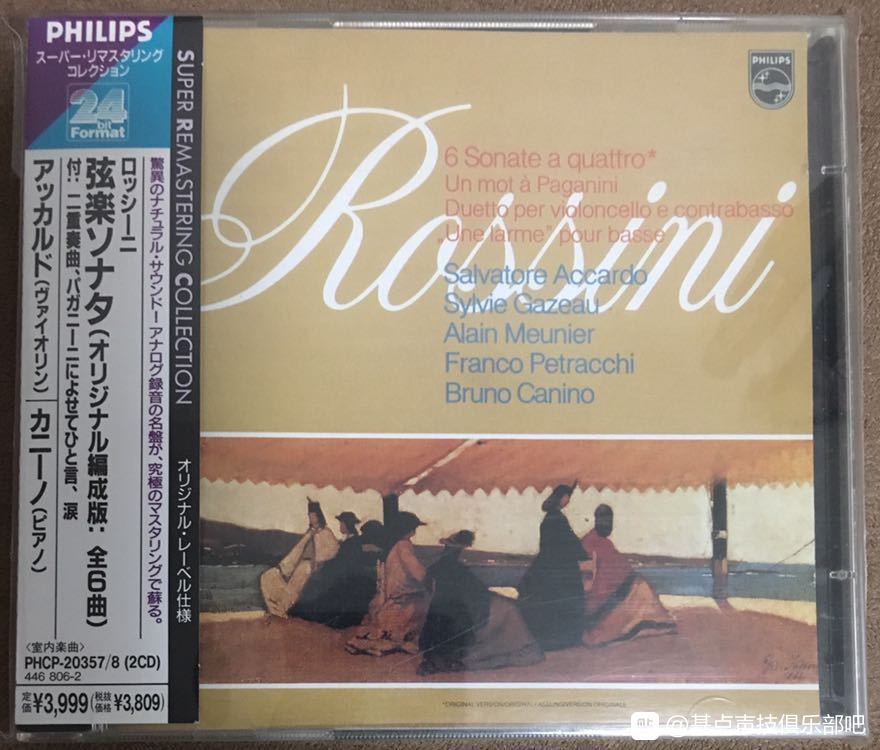 PHILIPS
スーパー・リマスタリング
コレクション
24
bit
Format
ロッシーニ
弦楽ソナタ(オリジナル編成版:全6曲)
付:二重奏曲、パガニーニによせてひと言、涙
アッカルド(ヴァイオリン) カニーノ(ピアノ)
驚異のナチュラル・サウンド!アナログ録音の名盤が、究極のマスタリングで蘇る。
〈室内楽曲〉
PHCP-20357/8 (2CD)
446 806-2
定価¥3,999(税抜価格¥3,809)
SUPER REMASTERING COLLECTION
オリジナル・レーベル仕様
PHILIPS
Rossini
6 Sonate a quattro*
Un mot à Paganini
Duetto per violoncello e contrabasso
„Une larme" pour basse
Salvatore Accardo
Sylvie Gazeau
Alain Meunier
Franco Petracchi
Bruno Canino
*ORIGINAL VERSION/ORIGINALFASSUNG/VERSION ORIGINALE
@基点声技俱乐部吧